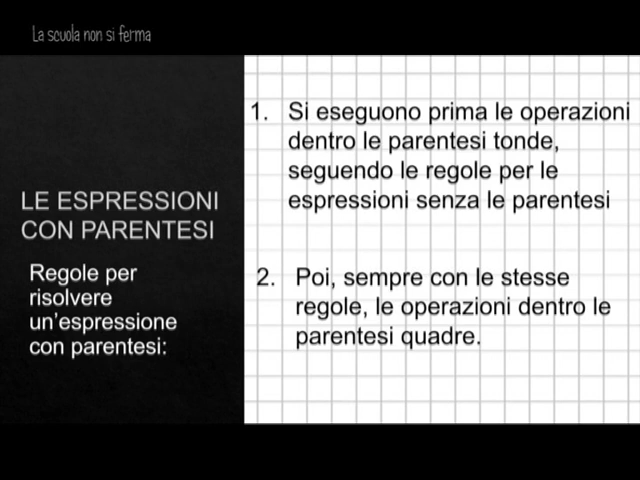 La scuola non si ferma
LE ESPRESSIONI
CON PARENTESI
Regole per
risolvere
un'espressione
con parentesi:
1. Si eseguono prima le operazioni
dentro le parentesi tonde,
seguendo le regole per le
espressioni senza le parentesi
2. Poi, sempre con le stesse
regole, le operazioni dentro le
parentesi quadre.